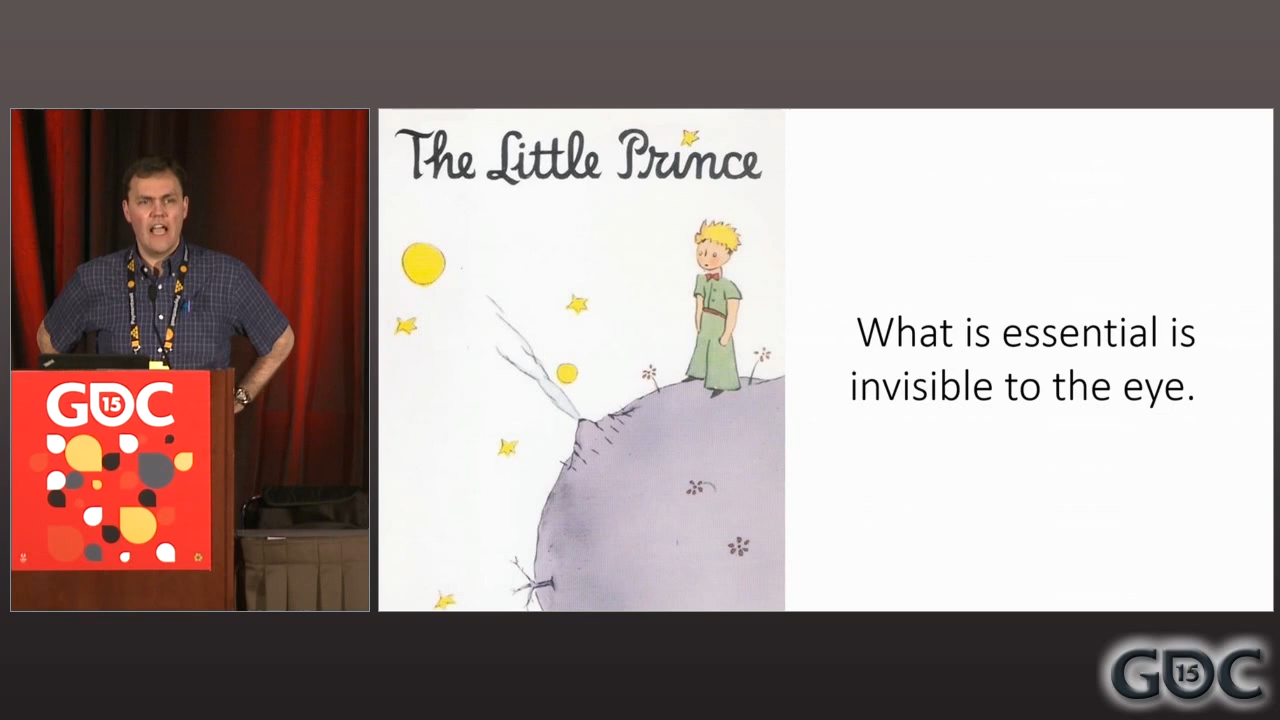 The Little Prince
What is essential is
invisible to the eye.
GDC
15
GDC
15